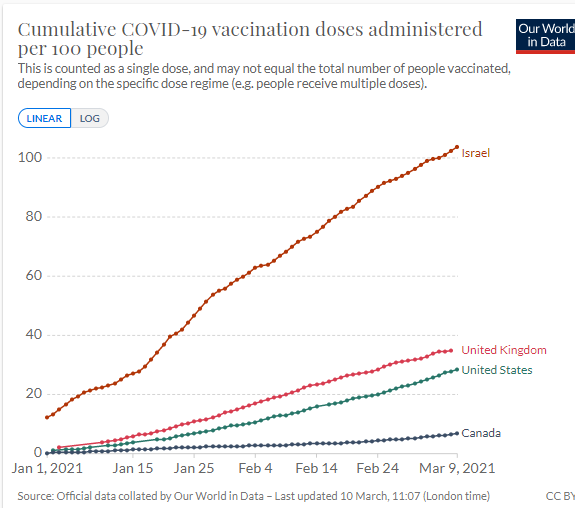 Cumulative COVID-19 vaccination doses administered
per 100 people
Our World
in Data
This is counted as a single dose, and may not equal the total number of people vaccinated,
depending on the specific dose regime (e.g. people receive multiple doses).
LINEAR LOG
100
80
60
40
20
0
Israel
United Kingdom
United States
Canada
Jan 1, 2021 Jan 15 Jan 25 Feb 4 Feb 14 Feb 24 Mar 9, 2021
Source: Official data collated by Our World in Data – Last updated 10 March, 11:07 (London time) CC BY